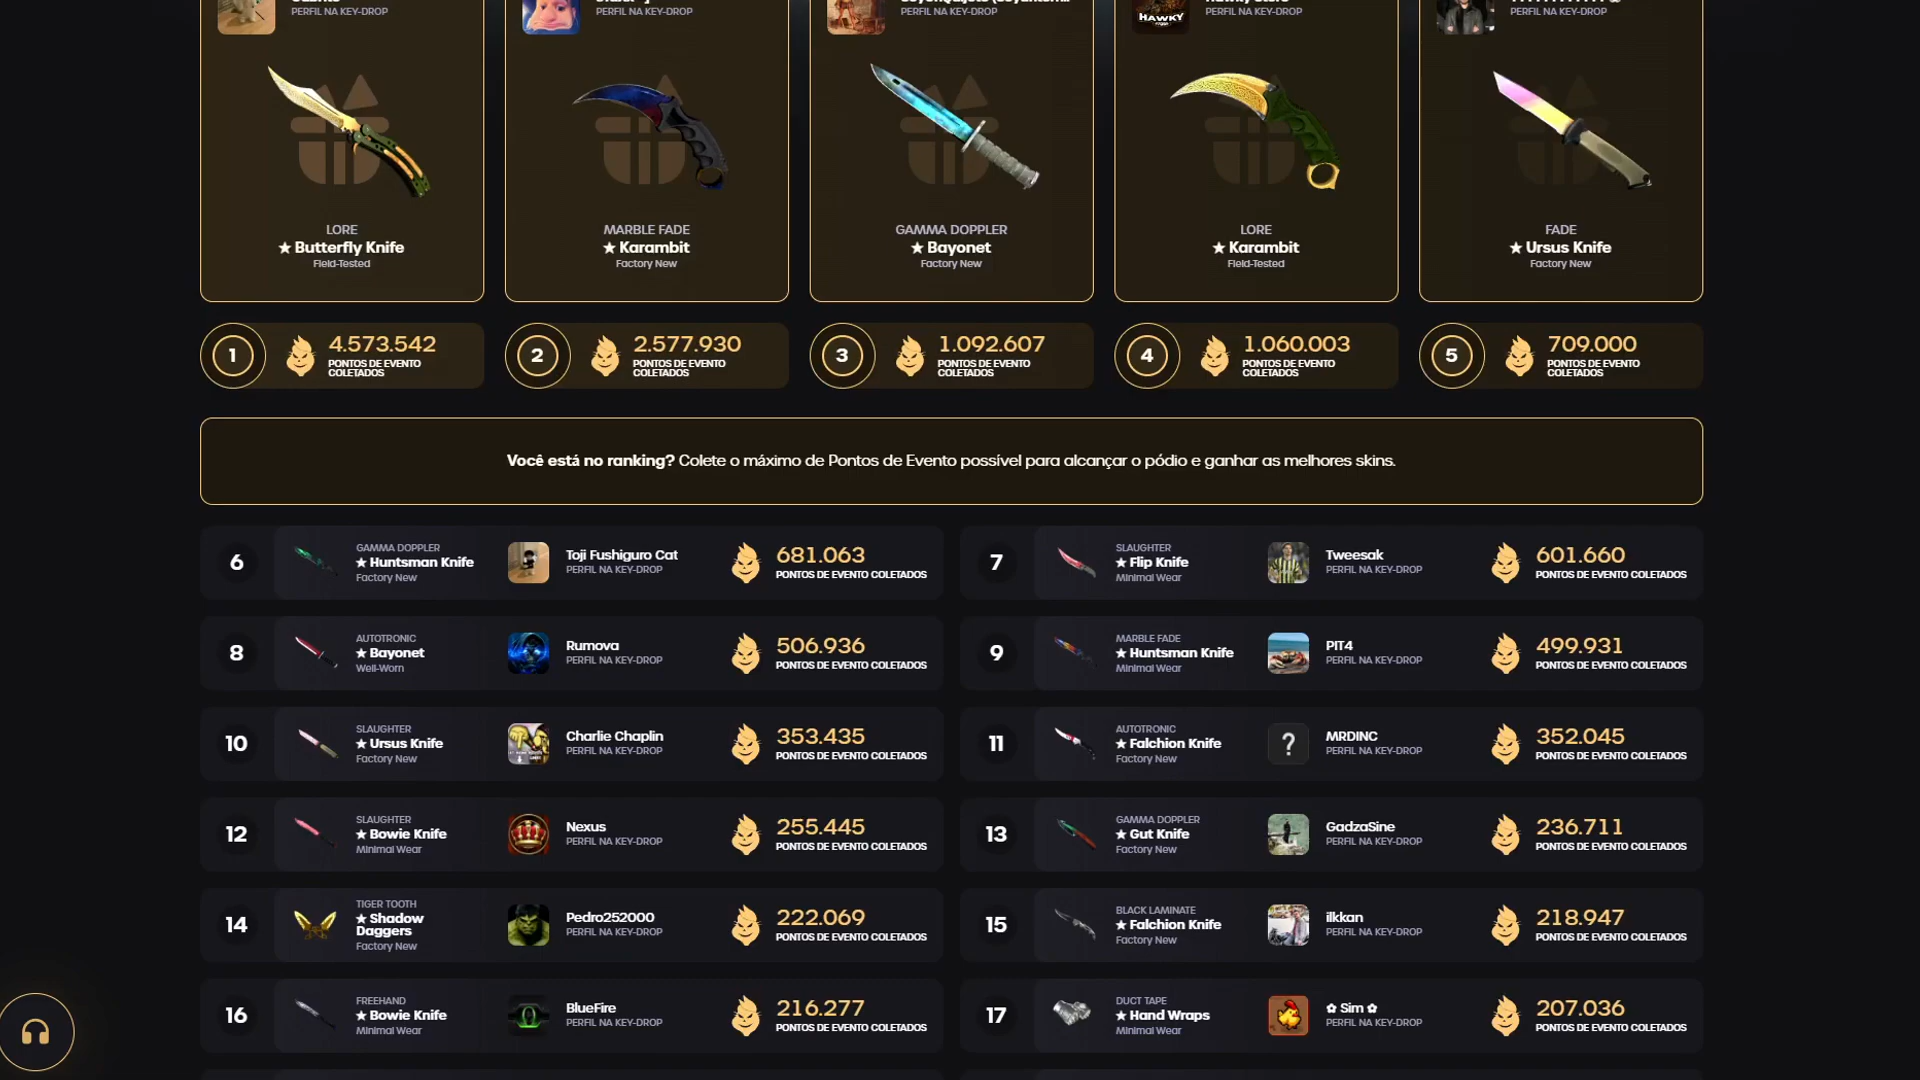 PERFIL NA KEY-DROP
PERFIL NA KEY-DROP
PERFIL NA KEY-DROP
PERFIL NA KEY-DROP
PERFIL NA KEY-DROP
HAWKY
LORE
★ Butterfly Knife
Field-Tested
MARBLE FADE
★ Karambit
Factory New
GAMMA DOPPLER
★ Bayonet
Factory New
LORE
★ Karambit
Field-Tested
FADE
★ Ursus Knife
Factory New
1
4.573.542
PONTOS DE EVENTO
COLETADOS
2
2.577.930
PONTOS DE EVENTO
COLETADOS
3
1.092.607
PONTOS DE EVENTO
COLETADOS
4
1.060.003
PONTOS DE EVENTO
COLETADOS
5
709.000
PONTOS DE EVENTO
COLETADOS
Você está no ranking? Colete o máximo de Pontos de Evento possível para alcançar o pódio e ganhar as melhores skins.
6
GAMMA DOPPLER
★ Huntsman Knife
Factory New
Toji Fushiguro Cat
PERFIL NA KEY-DROP
681.063
PONTOS DE EVENTO COLETADOS
7
SLAUGHTER
★ Flip Knife
Minimal Wear
Tweesak
PERFIL NA KEY-DROP
601.660
PONTOS DE EVENTO COLETADOS
8
AUTOTRONIC
★ Bayonet
Well-Worn
Rumova
PERFIL NA KEY-DROP
506.936
PONTOS DE EVENTO COLETADOS
9
MARBLE FADE
★ Huntsman Knife
Minimal Wear
PIT4
PERFIL NA KEY-DROP
499.931
PONTOS DE EVENTO COLETADOS
10
SLAUGHTER
★ Ursus Knife
Factory New
Charlie Chaplin
PERFIL NA KEY-DROP
353.435
PONTOS DE EVENTO COLETADOS
11
AUTOTRONIC
★ Falchion Knife
Factory New
?
MRDINC
PERFIL NA KEY-DROP
352.045
PONTOS DE EVENTO COLETADOS
12
SLAUGHTER
★ Bowie Knife
Minimal Wear
Nexus
PERFIL NA KEY-DROP
255.445
PONTOS DE EVENTO COLETADOS
13
GAMMA DOPPLER
★ Gut Knife
Factory New
GadzaSine
PERFIL NA KEY-DROP
236.711
PONTOS DE EVENTO COLETADOS
14
TIGER TOOTH
★ Shadow
Daggers
Factory New
Pedro252000
PERFIL NA KEY-DROP
222.069
PONTOS DE EVENTO COLETADOS
15
BLACK LAMINATE
★ Falchion Knife
Factory New
ilkkan
PERFIL NA KEY-DROP
218.947
PONTOS DE EVENTO COLETADOS
16
FREEHAND
★ Bowie Knife
Minimal Wear
BlueFire
PERFIL NA KEY-DROP
216.277
PONTOS DE EVENTO COLETADOS
17
DUCT TAPE
★ Hand Wraps
Minimal Wear
✿ Sim ✿
PERFIL NA KEY-DROP
207.036
PONTOS DE EVENTO COLETADOS